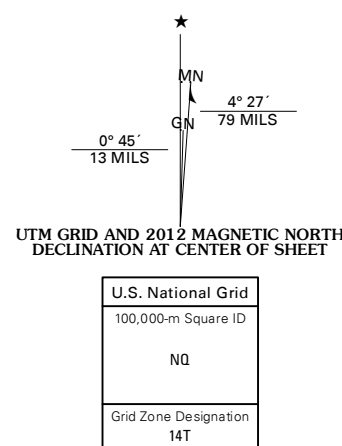 ★
MN
4° 27´
79 MILS
GN
0° 45´
13 MILS
UTM GRID AND 2012 MAGNETIC NORTH
DECLINATION AT CENTER OF SHEET
U.S. National Grid
100,000-m Square ID
NQ
Grid Zone Designation
14T